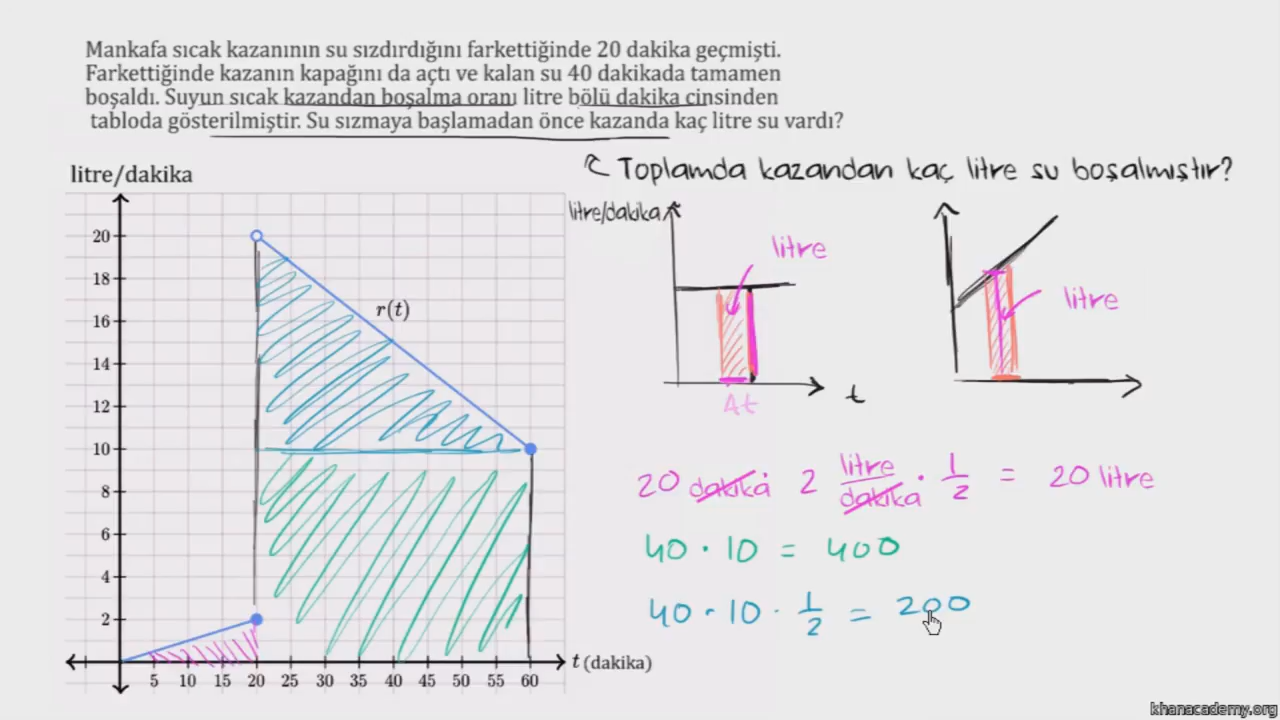 Mankafa sıcak kazanının su sızdırdığını farkettiğinde 20 dakika geçmişti.
Farkettiğinde kazanın kapağını da açtı ve kalan su 40 dakikada tamamen
boşaldı. Suyun sıcak kazandan boşalma oranı litre bölü dakika cinsinden
tabloda gösterilmiştir. Su sızmaya başlamadan önce kazanda kaç litre su vardı?
Toplamda kazandan kaç litre su boşalmıştır?
litre/dakika
20
18
16
14
12
10
8
6
4
2
r(t)
5 10 15 20 25 30 35 40 45 50 55 60
t (dakika)
litre/dakika
litre
Δt
t
litre
20 dakika · 2 litre/dakika · 1/2 = 20 litre
40 · 10 = 400
40 · 10 · 1/2 = 200
khanacademy.org